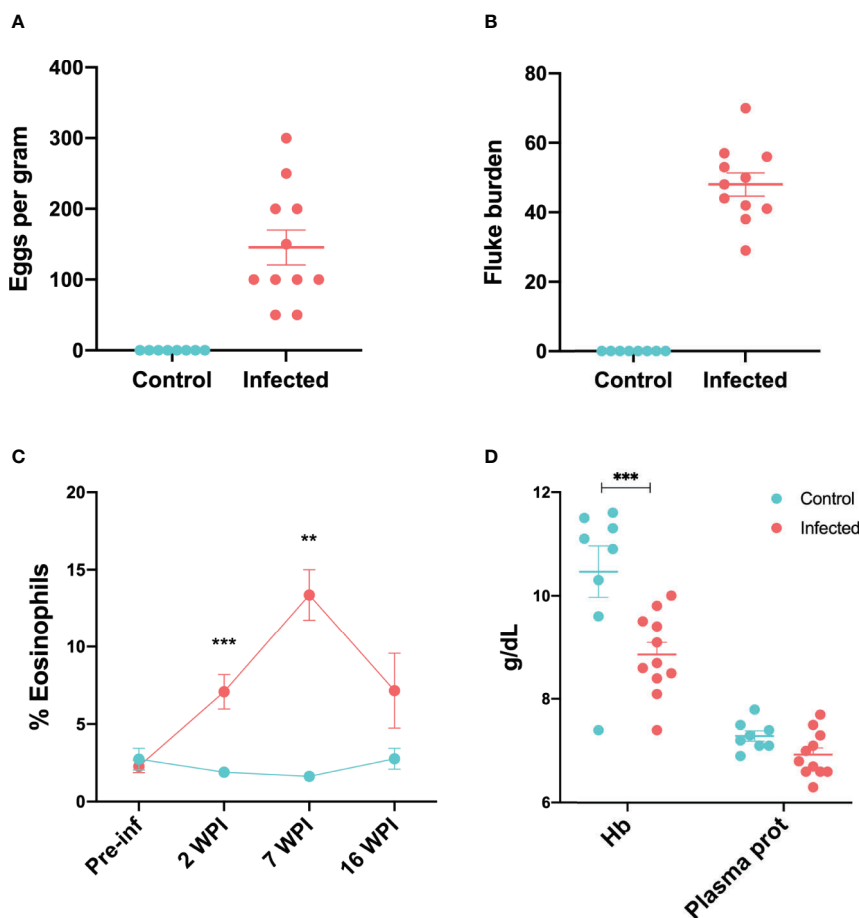 A
Eggs per gram
400
300
200
100
0
Control Infected
B
Fluke burden
80
60
40
20
0
Control Infected
C
% Eosinophils
20
15
10
5
0
***
**
Pre-inf
2 WPI
7 WPI
16 WPI
D
g/dL
12
10
8
6
***
Control
Infected
Hb
Plasma prot